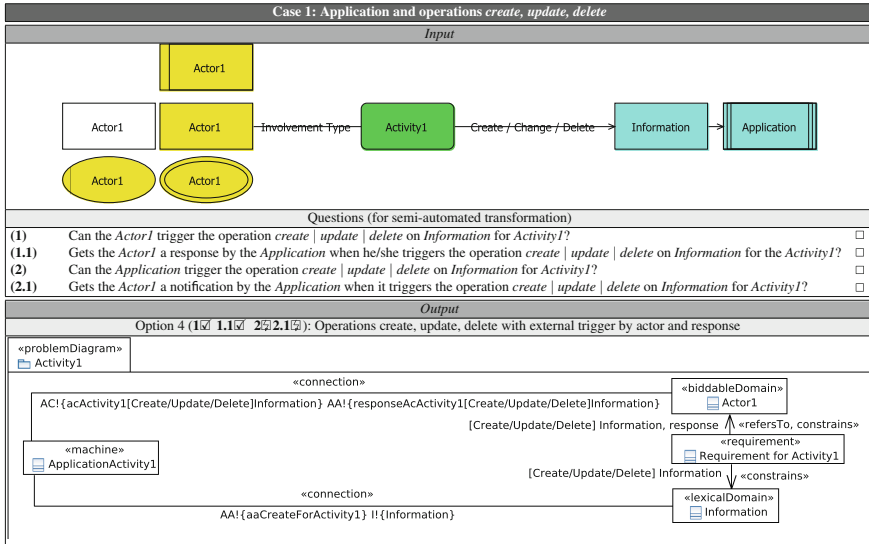 Case 1: Application and operations create, update, delete
Input
Actor1
Actor1 Actor1 Involvement Type Activity1 Create / Change / Delete Information Application
Actor1 Actor1
Questions (for semi-automated transformation)
(1) Can the Actor1 trigger the operation create | update | delete on Information for Activity1? ☐
(1.1) Gets the Actor1 a response by the Application when he/she triggers the operation create | update | delete on Information for the Activity1? ☐
(2) Can the Application trigger the operation create | update | delete on Information for Activity1? ☐
(2.1) Gets the Actor1 a notification by the Application when it triggers the operation create | update | delete on Information for Activity1? ☐
Output
Option 4 (1☑ 1.1☑ 2☒2.1☒): Operations create, update, delete with external trigger by actor and response
«problemDiagram»
Activity1
«connection»
AC!{acActivity1[Create/Update/Delete]Information} AA!{responseAcActivity1[Create/Update/Delete]Information}
«biddableDomain»
Actor1
[Create/Update/Delete] Information, response «refersTo, constrains»
«machine»
ApplicationActivity1
«requirement»
Requirement for Activity1
[Create/Update/Delete] Information «constrains»
«connection»
AA!{aaCreateForActivity1} I!{Information}
«lexicalDomain»
Information